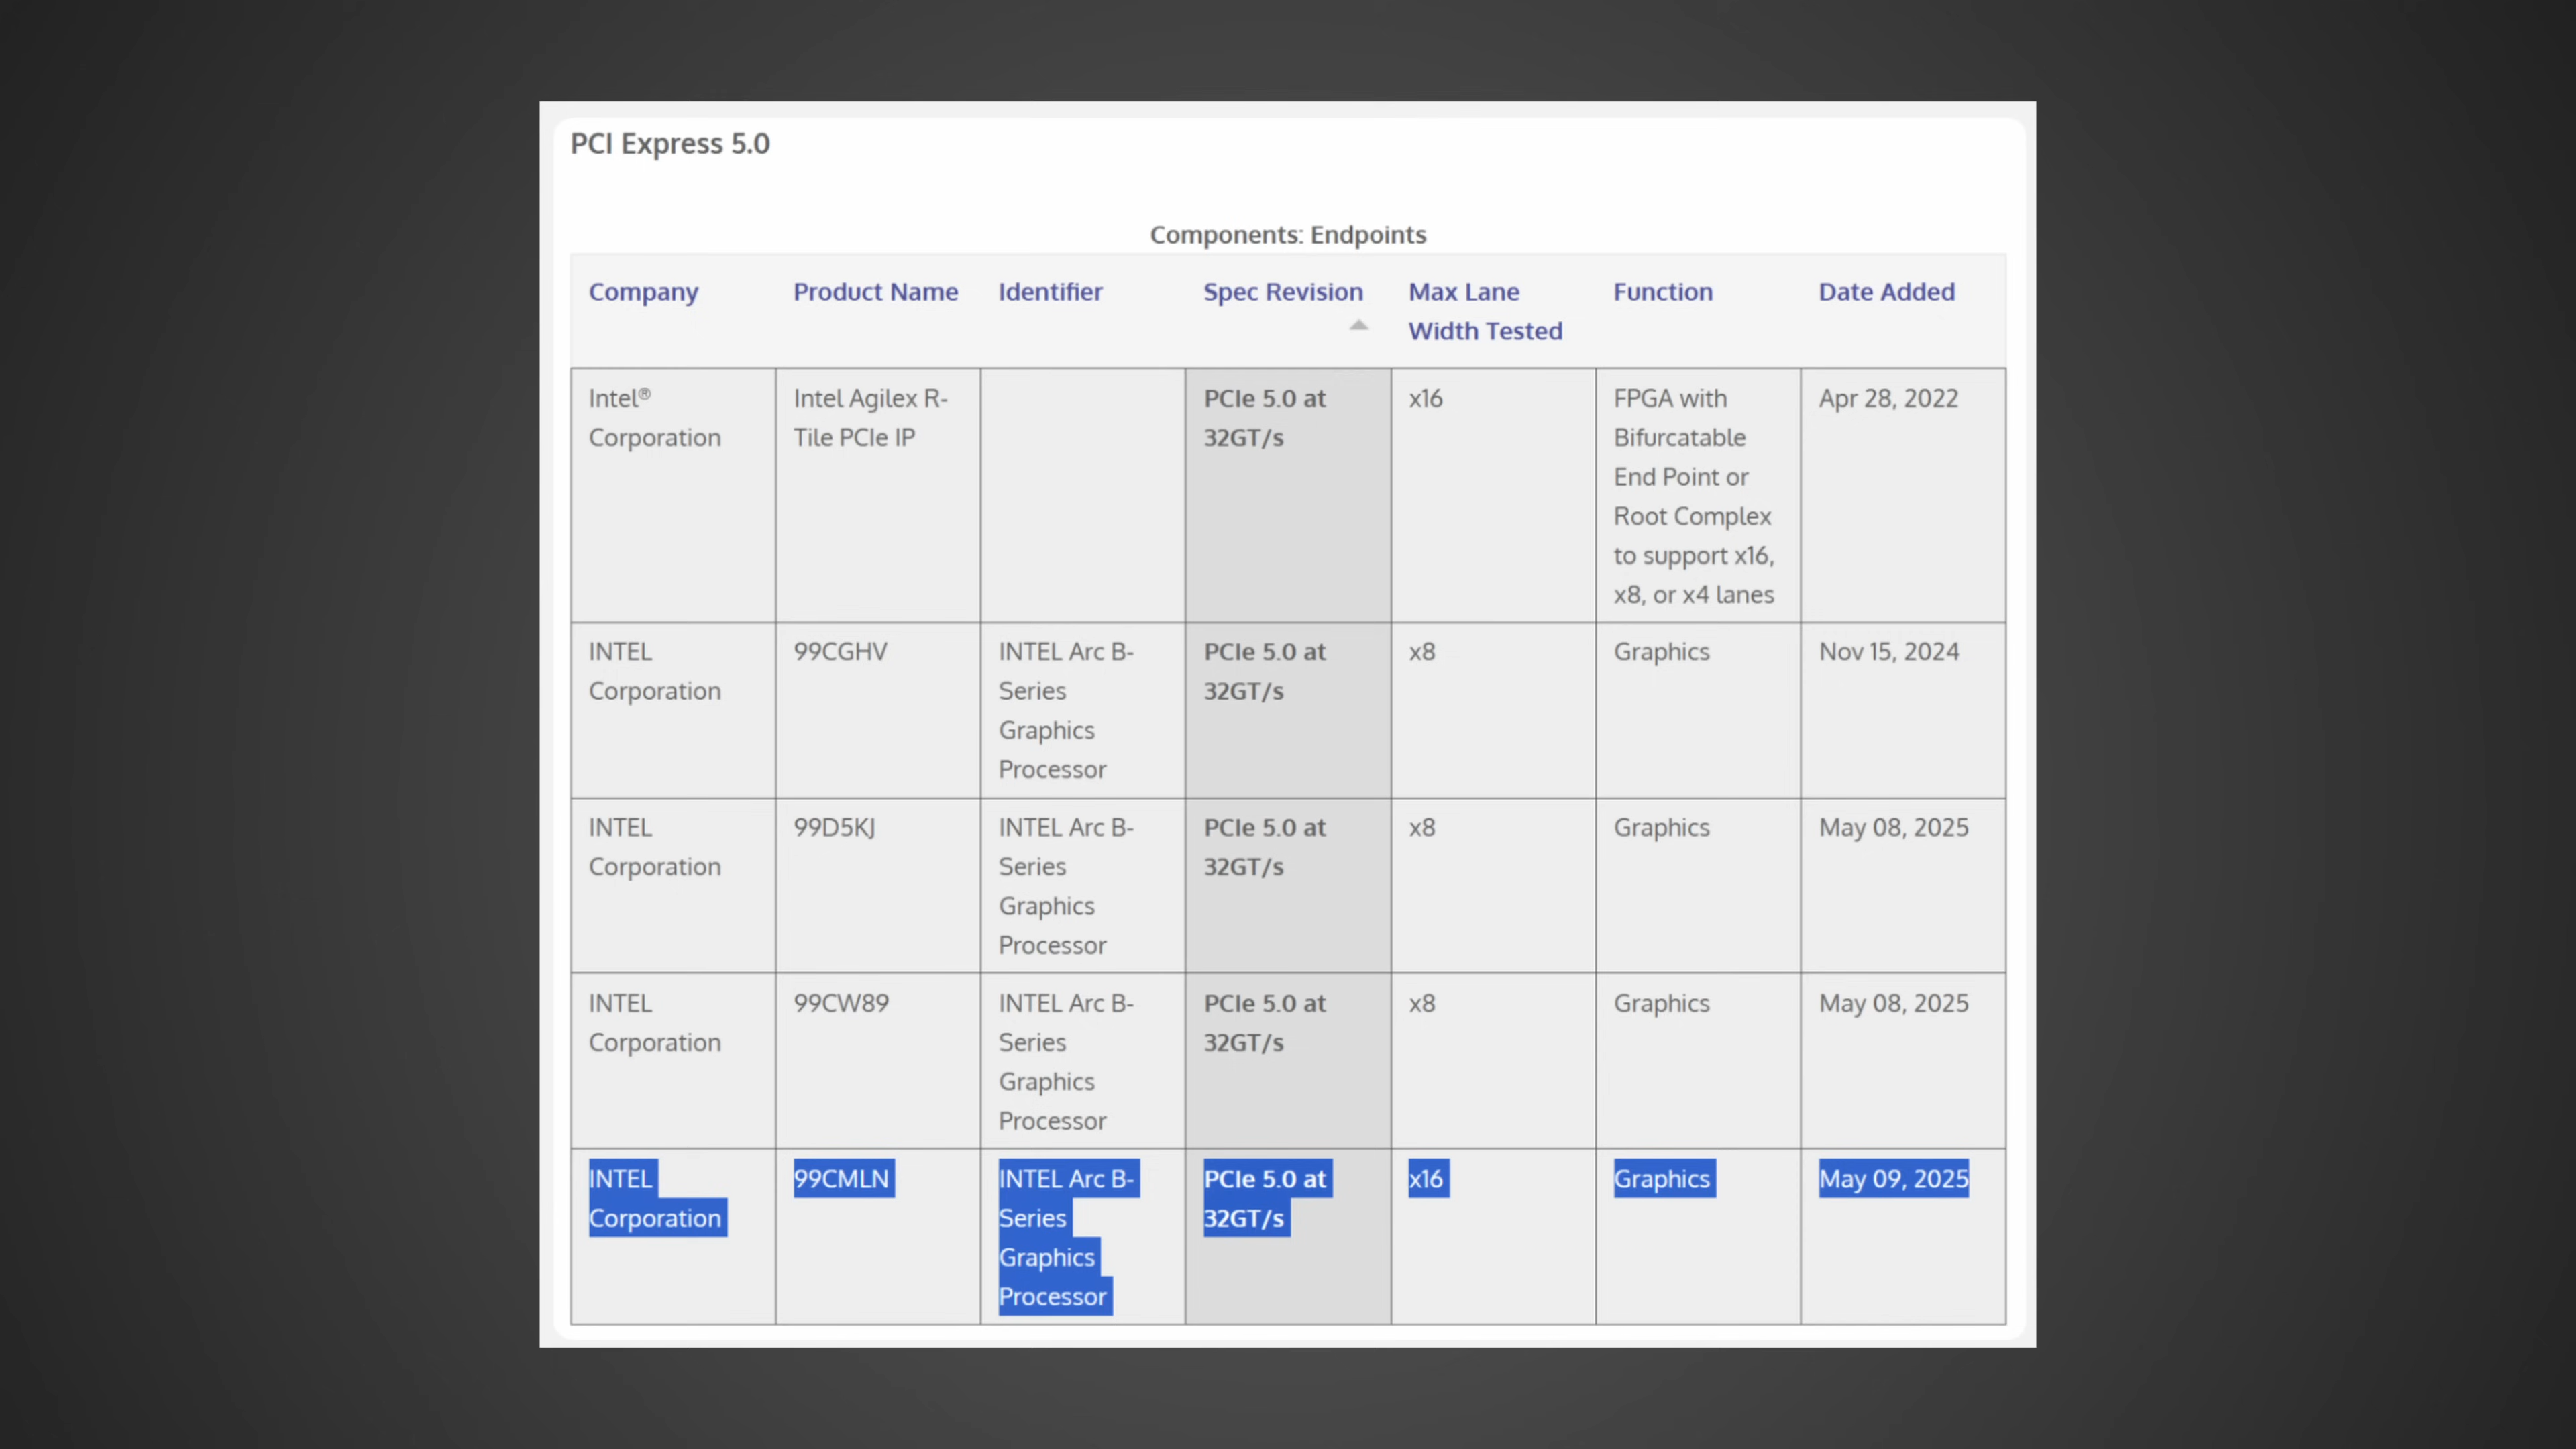 PCI Express 5.0
Components: Endpoints
Company Product Name Identifier Spec Revision Max Lane Width Tested Function Date Added
Intel® Corporation Intel Agilex R-Tile PCIe IP PCIe 5.0 at 32GT/s x16 FPGA with Bifurcatable End Point or Root Complex to support x16, x8, or x4 lanes Apr 28, 2022
INTEL Corporation 99CGHV INTEL Arc B-Series Graphics Processor PCIe 5.0 at 32GT/s x8 Graphics Nov 15, 2024
INTEL Corporation 99D5KJ INTEL Arc B-Series Graphics Processor PCIe 5.0 at 32GT/s x8 Graphics May 08, 2025
INTEL Corporation 99CW89 INTEL Arc B-Series Graphics Processor PCIe 5.0 at 32GT/s x8 Graphics May 08, 2025
INTEL Corporation 99CMLN INTEL Arc B-Series Graphics Processor PCIe 5.0 at 32GT/s x16 Graphics May 09, 2025